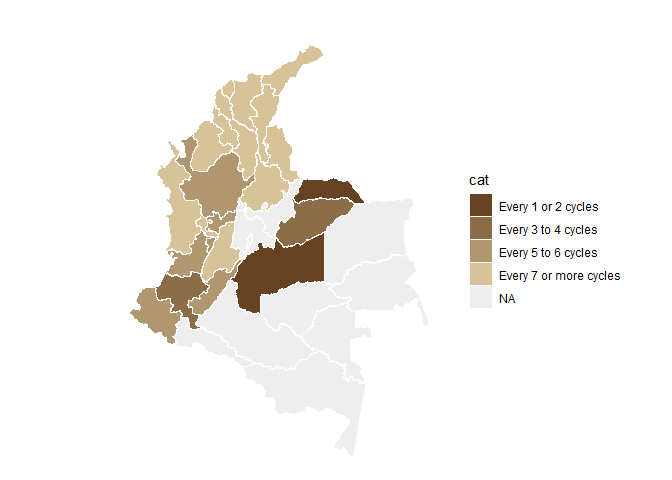 cat
Every 1 or 2 cycles
Every 3 to 4 cycles
Every 5 to 6 cycles
Every 7 or more cycles
NA